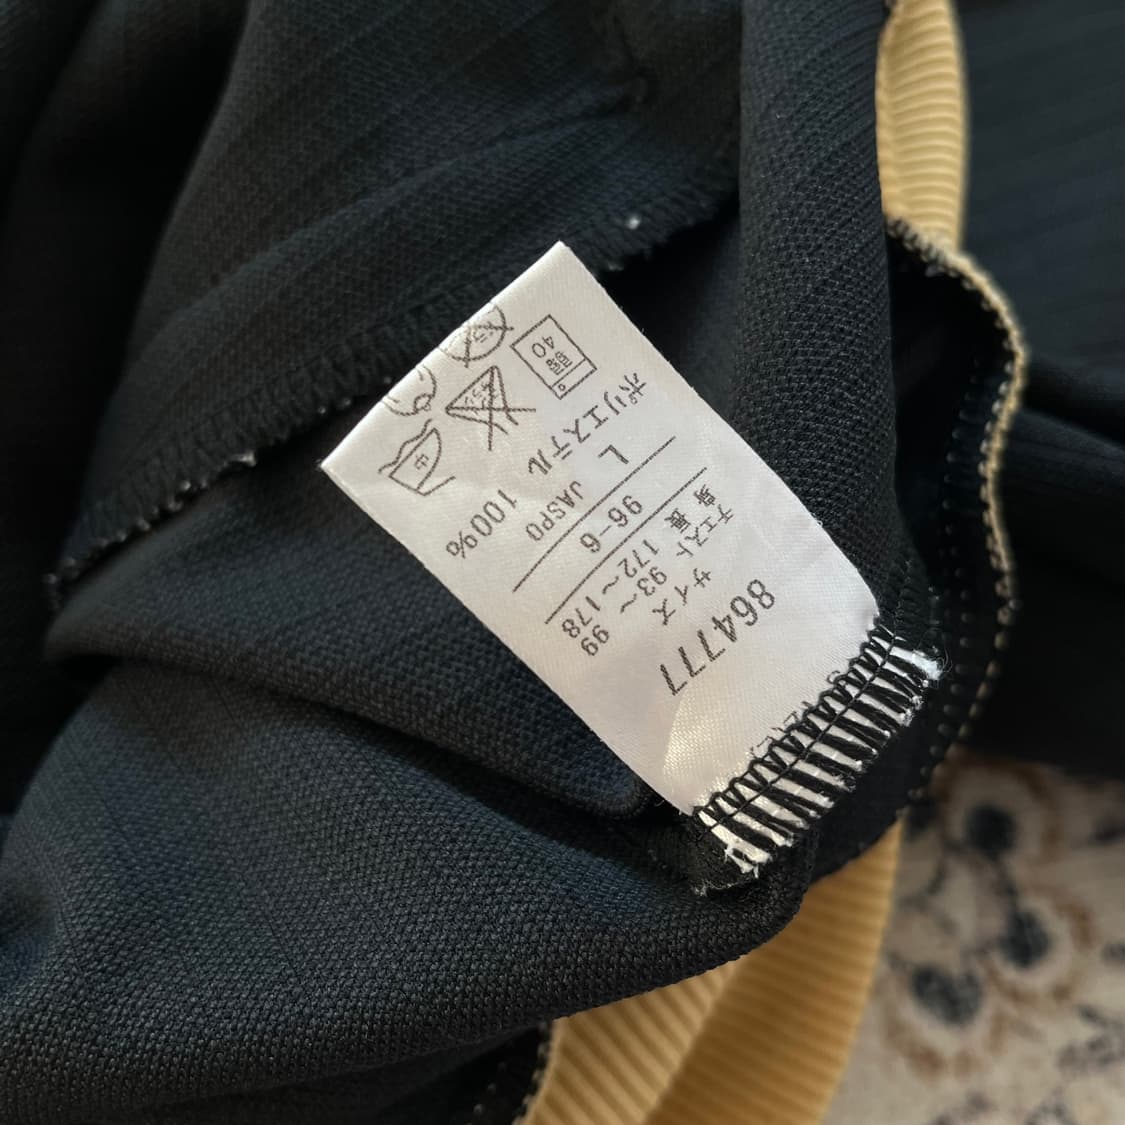 864777
サイズ
チェスト 93～99
身長 172～178
L 96-6
JASPO
ポリエステル 100%
40
中